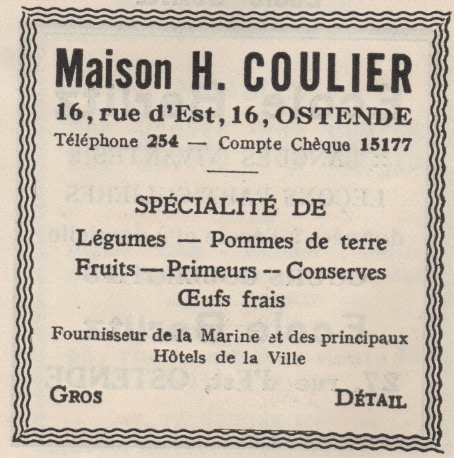 Maison H. COULIER
16, rue d'Est, 16, OSTENDE
Téléphone 254 — Compte Chèque 15177
SPÉCIALITÉ DE
Légumes — Pommes de terre
Fruits — Primeurs -- Conserves
Œufs frais
Fournisseur de la Marine et des principaux
Hôtels de la Ville
GROS DÉTAIL